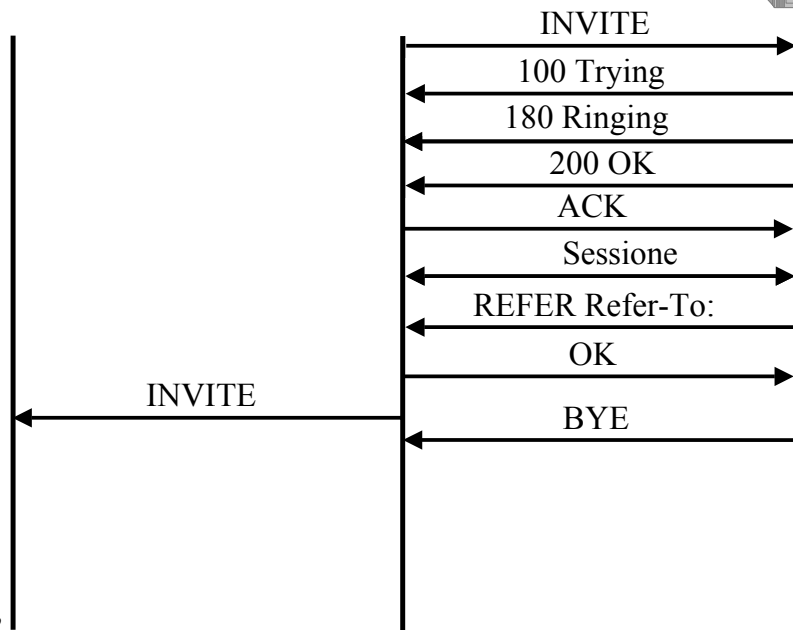 INVITE
100 Trying
180 Ringing
200 OK
ACK
Sessione
REFER Refer-To:
OK
INVITE
BYE